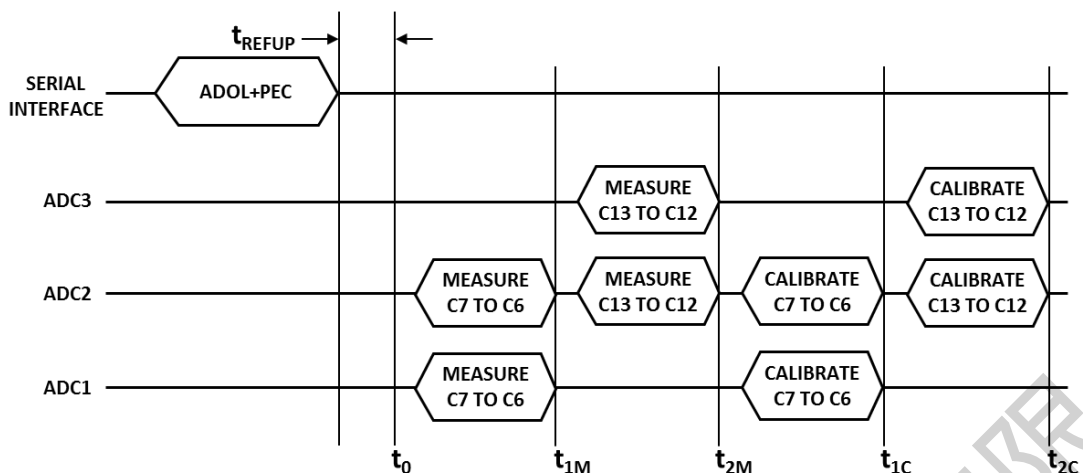 tREFUP
SERIAL
INTERFACE
ADOL+PEC
ADC3
MEASURE
C13 TO C12
CALIBRATE
C13 TO C12
ADC2
MEASURE
C7 TO C6
MEASURE
C13 TO C12
CALIBRATE
C7 TO C6
CALIBRATE
C13 TO C12
ADC1
MEASURE
C7 TO C6
CALIBRATE
C7 TO C6
t0
t1M
t2M
t1C
t2C
限